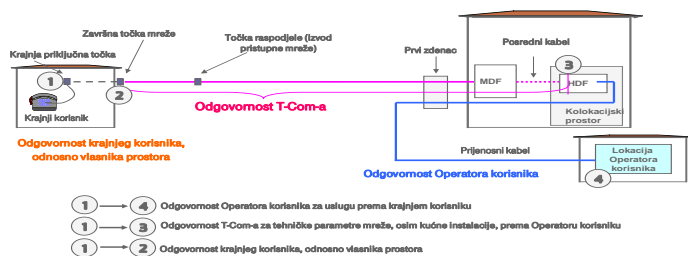 Završna točka mreže
Krajnja priključna točka
Točka raspodjele (izvod
pristupne mreže)
Prvi zdenac
Posredni kabel
1
2
3
MDF
HDF
Krajnji korisnik
Odgovornost T-Com-a
Kolokacijski
prostor
Odgovornost krajnjeg korisnika,
odnosno vlasnika prostora
Prijenosni kabel
Odgovornost Operatora korisnika
Lokacija
Operatora
korisnika
4
1 4 Odgovornost Operatora korisnika za uslugu prema krajnjem korisniku
1 3 Odgovornost T-Com-a za tehničke parametre mreže, osim kućne instalacije, prema Operatoru korisniku
1 2 Odgovornost krajnjeg korisnika, odnosno vlasnika prostora